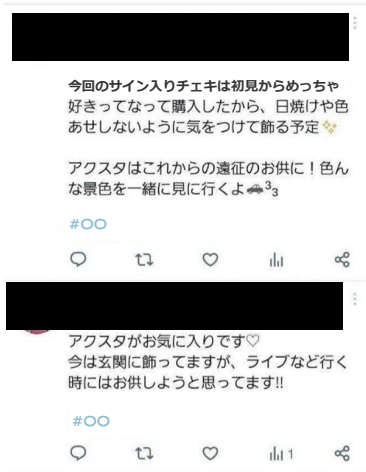 今回のサイン入りチェキは初見からめっちゃ
好きってなって購入したから、日焼けや色
あせしないように気をつけて飾る予定✨
アクスタはこれからの遠征のお供に！色ん
な景色を一緒に見に行くよ🚗³₃
#〇〇
アクスタがお気に入りです♡
今は玄関に飾ってますが、ライブなど行く
時にはお供しようと思ってます!!
#〇〇
1